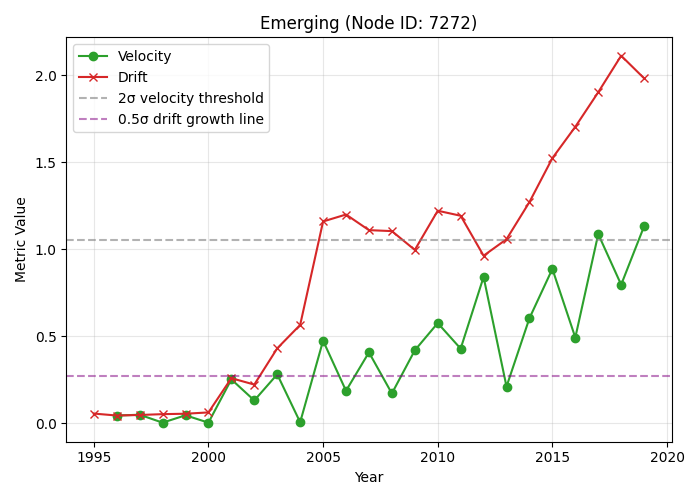 Emerging (Node ID: 7272)
Velocity
Drift
2σ velocity threshold
0.5σ drift growth line
Metric Value
2.0
1.5
1.0
0.5
0.0
1995 2000 2005 2010 2015 2020
Year